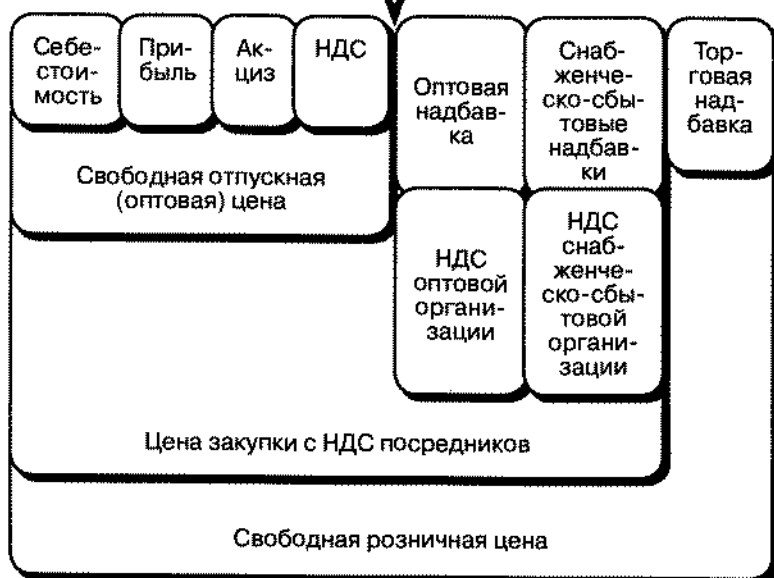 Себе-
стои-
мость
При-
быль
Ак-
циз
НДС
Оптовая
надбав-
ка
Снаб-
женче-
ско-сбы-
товые
надбав-
ки
Тор-
говая
над-
бавка
Свободная отпускная
(оптовая) цена
НДС
оптовой
органи-
зации
НДС
снаб-
женче-
ско-сбы-
товой
органи-
зации
Цена закупки с НДС посредников
Свободная розничная цена